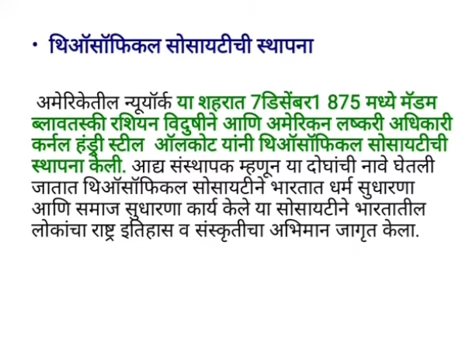 • थिऑसॉफिकल सोसायटीची स्थापना
अमेरिकेतील न्यूयॉर्क या शहरात 7डिसेंबर1 875 मध्ये मॅडम
ब्लावतस्की रशियन विदुषीने आणि अमेरिकन लष्करी अधिकारी
कर्नल हंड्री स्टील ऑलकोट यांनी थिऑसॉफिकल सोसायटीची
स्थापना केली. आद्य संस्थापक म्हणून या दोघांची नावे घेतली
जातात थिऑसॉफिकल सोसायटीने भारतात धर्म सुधारणा
आणि समाज सुधारणा कार्य केले या सोसायटीने भारतातील
लोकांचा राष्ट्र इतिहास व संस्कृतीचा अभिमान जागृत केला.